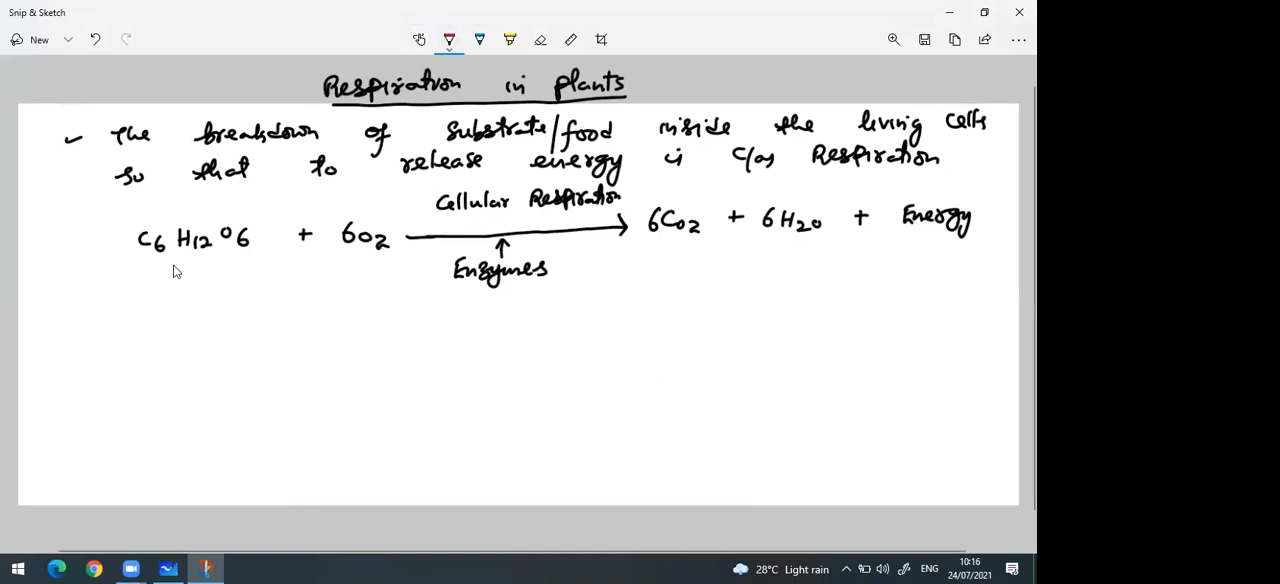 Snip & Sketch
New
Respiration in plants
The breakdown of Substrate/food inside the living cells
so that to release energy is c/as Respiration
Cellular Respiration
C6 H12 O6 + 6O2 → 6CO2 + 6H2O + Energy
↑
Enzymes
28°C Light rain
ENG
10:16
24/07/2021